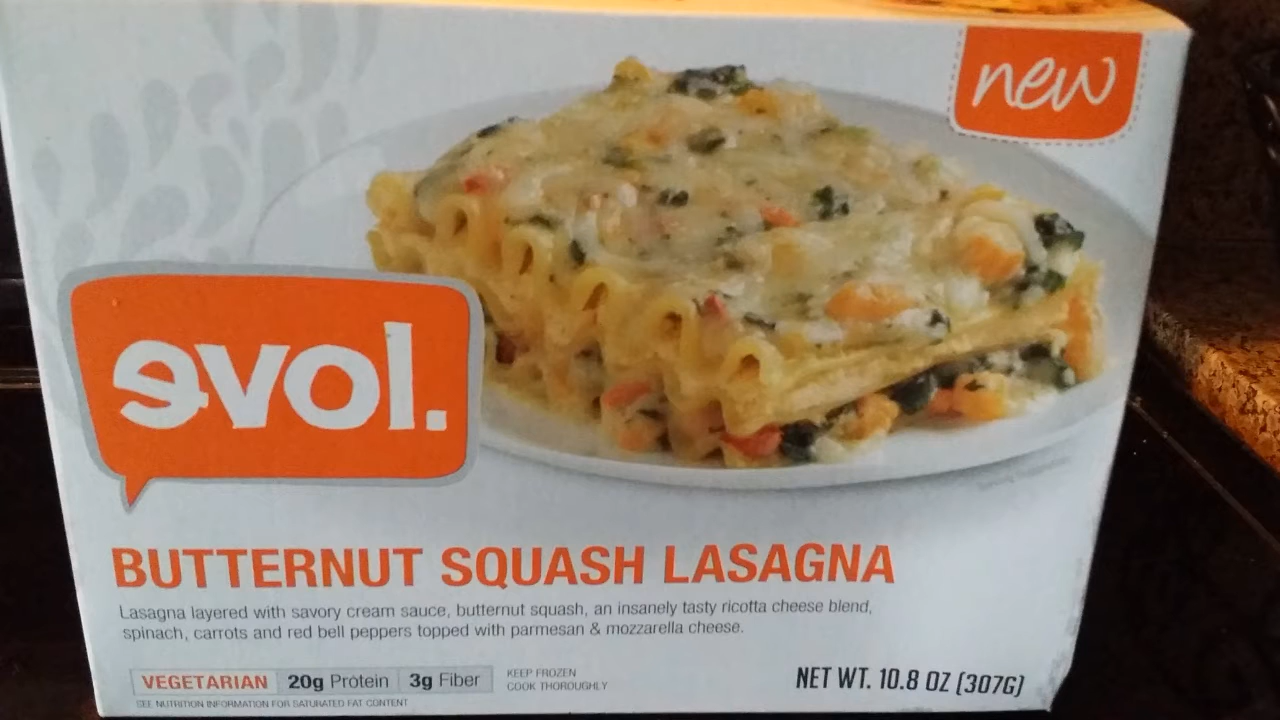 new
evol.
BUTTERNUT SQUASH LASAGNA
Lasagna layered with savory cream sauce, butternut squash, an insanely tasty ricotta cheese blend,
spinach, carrots and red bell peppers topped with parmesan & mozzarella cheese.
VEGETARIAN 20g Protein 3g Fiber
KEEP FROZEN
COOK THOROUGHLY
NET WT. 10.8 OZ (307G)
SEE NUTRITION INFORMATION FOR SATURATED FAT CONTENT